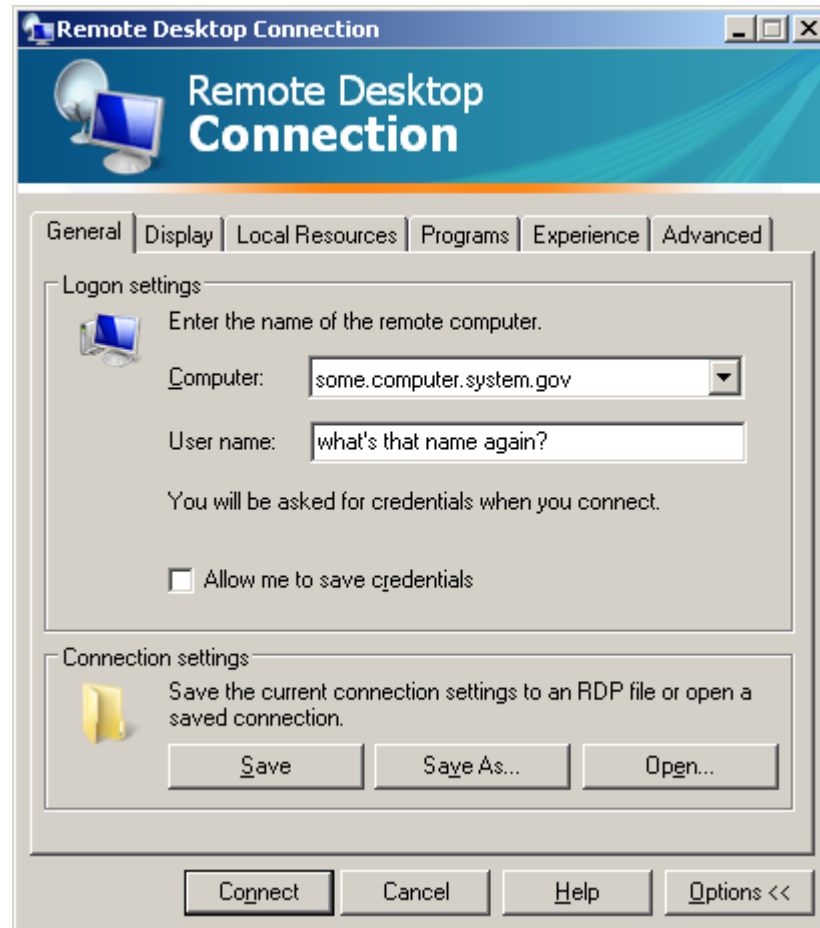 Remote Desktop Connection
Remote Desktop
Connection
General Display Local Resources Programs Experience Advanced
Logon settings
Enter the name of the remote computer.
Computer: some.computer.system.gov
User name: what's that name again?
You will be asked for credentials when you connect.
Allow me to save credentials
Connection settings
Save the current connection settings to an RDP file or open a
saved connection.
Save Save As... Open...
Connect Cancel Help Options <<